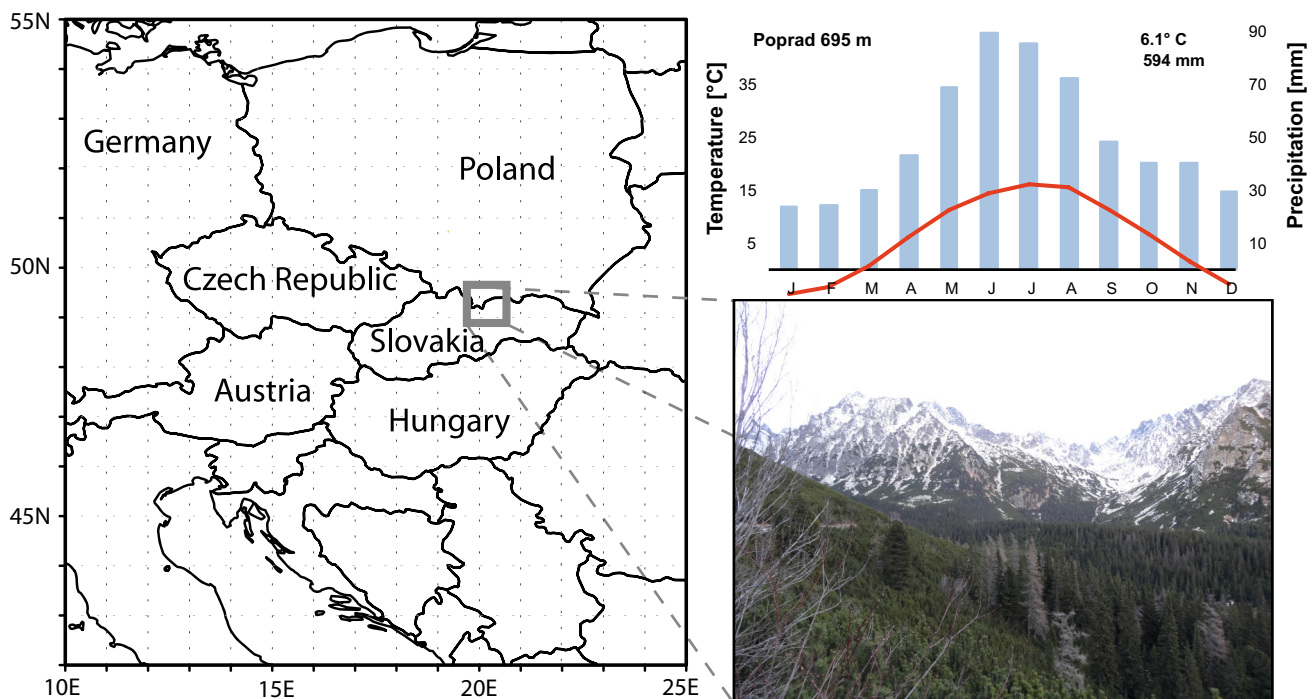 55N
50N
45N
10E
15E
20E
25E
Germany
Poland
Czech Republic
Slovakia
Austria
Hungary
Poprad 695 m
6.1° C
594 mm
Temperature [°C]
35
25
15
5
Precipitation [mm]
90
70
50
30
10
J F M A M J J A S O N D